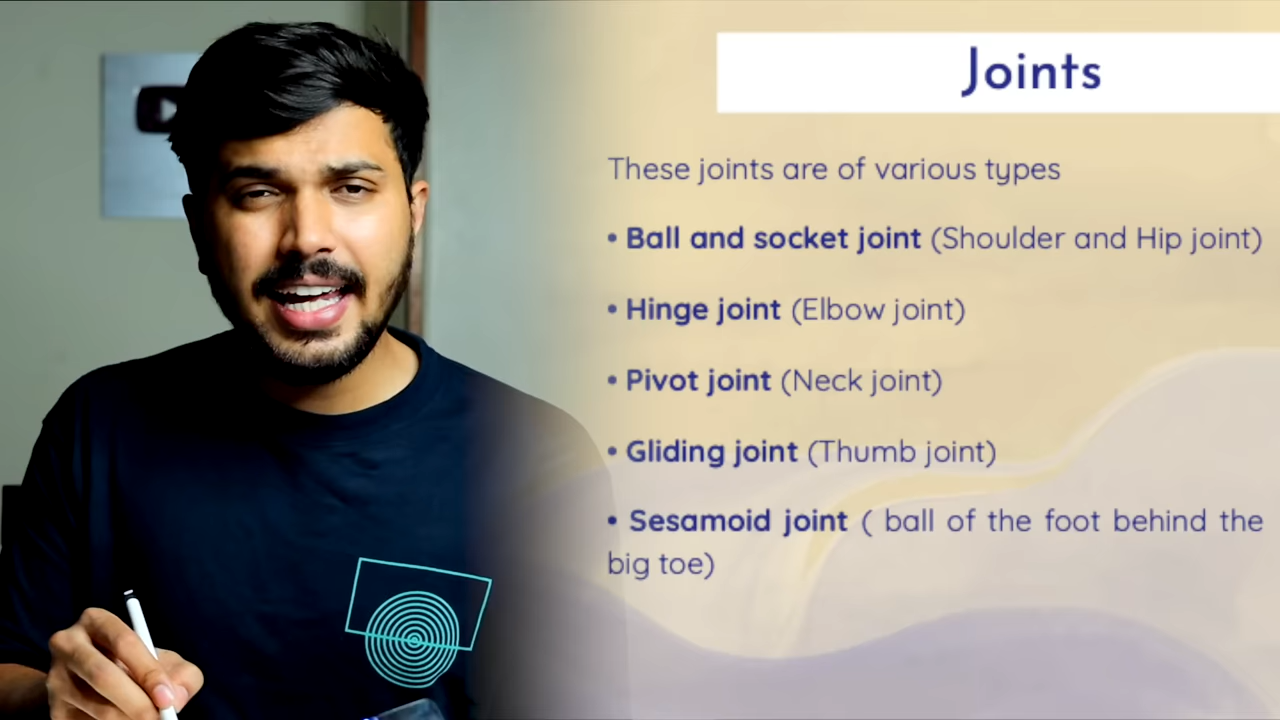 Joints
These joints are of various types
• Ball and socket joint (Shoulder and Hip joint)
• Hinge joint (Elbow joint)
• Pivot joint (Neck joint)
• Gliding joint (Thumb joint)
• Sesamoid joint ( ball of the foot behind the
big toe)